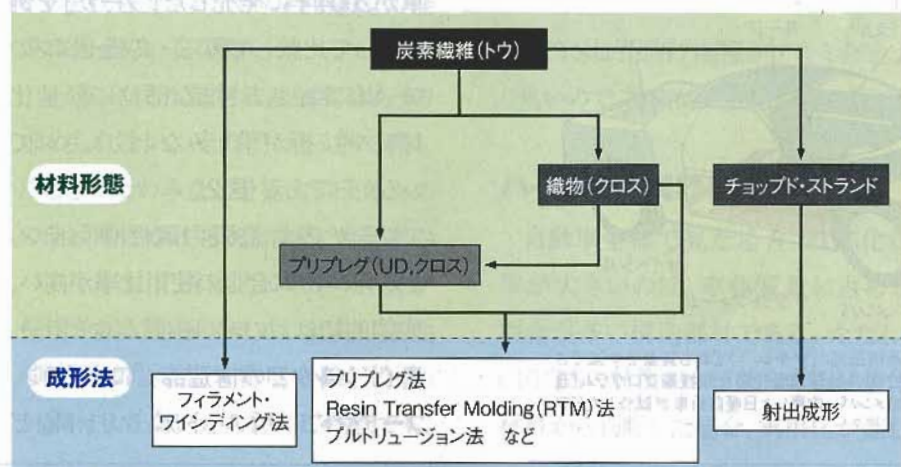 炭素繊維(トウ)
材料形態
織物(クロス)
チョップド・ストランド
プリプレグ(UD,クロス)
成形法
フィラメント・
ワインディング法
プリプレグ法
Resin Transfer Molding(RTM)法
プルトリュージョン法 など
射出成形